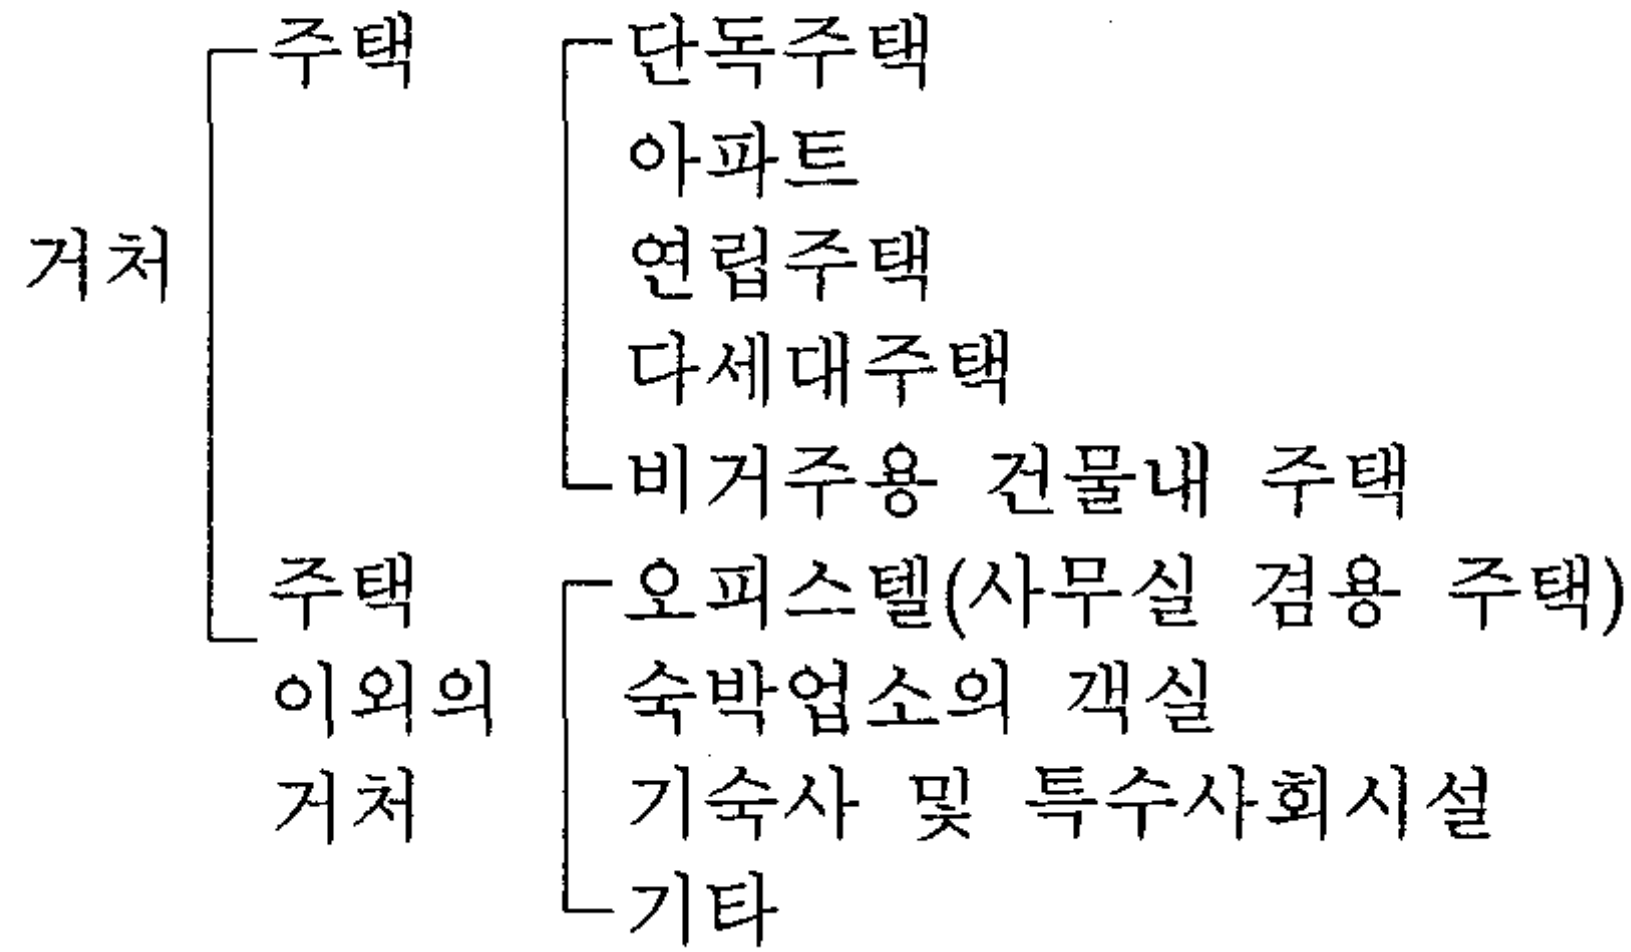 거처
주택
단독주택
아파트
연립주택
다세대주택
비거주용 건물내 주택
주택
이외의
거처
오피스텔(사무실 겸용 주택)
숙박업소의 객실
기숙사 및 특수사회시설
기타